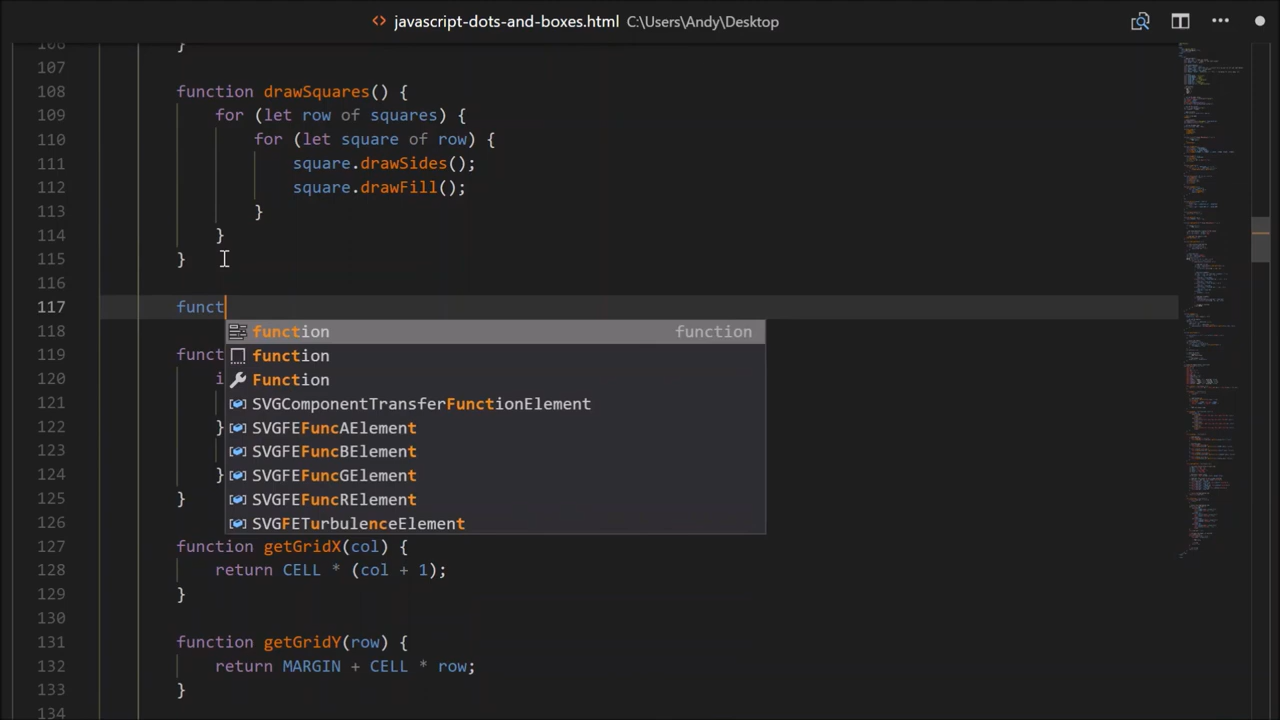 javascript-dots-and-boxes.html C:\Users\Andy\Desktop
106 }
107
108 function drawSquares() {
109 for (let row of squares) {
110 for (let square of row) {
111 square.drawSides();
112 square.drawFill();
113 }
114 }
115 }
116
117 funct
function function
118
function
119 funct
Function
120 i
121 SVGComponentTransferFunctionElement
122 } SVGFEFuncAElement
123 SVGFEFuncBElement
124 } SVGFEFuncGElement
125 } SVGFEFuncRElement
126 SVGFETurbulenceElement
127 function getGridX(col) {
128 return CELL * (col + 1);
129 }
130
131 function getGridY(row) {
132 return MARGIN + CELL * row;
133 }
134